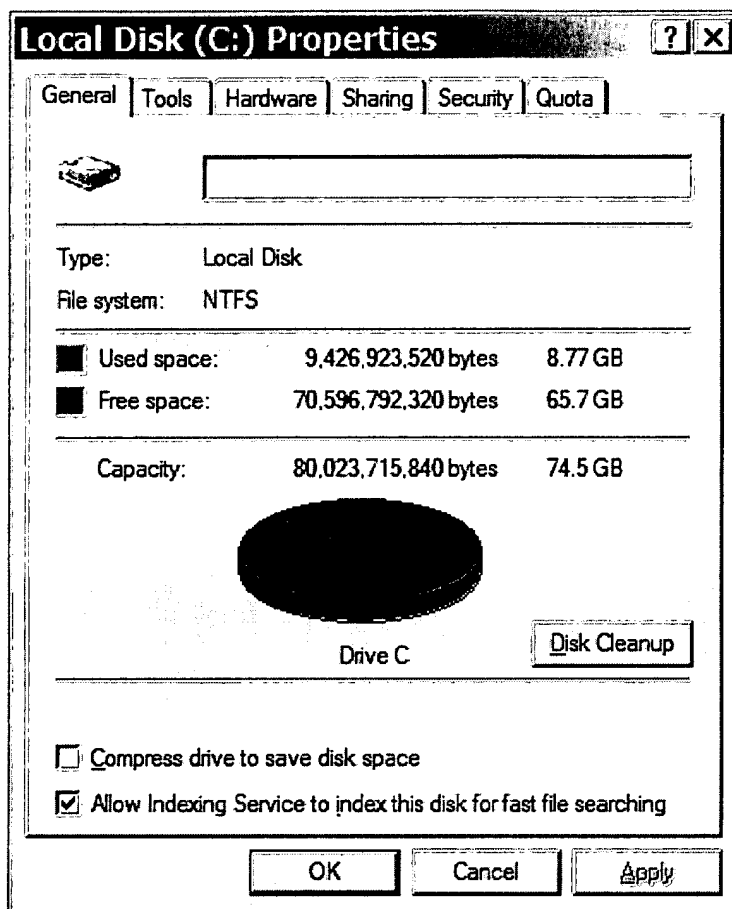 Local Disk (C:) Properties ? X
General Tools Hardware Sharing Security Quota
Type: Local Disk
File system: NTFS
Used space: 9,426,923,520 bytes 8.77 GB
Free space: 70,596,792,320 bytes 65.7 GB
Capacity: 80,023,715,840 bytes 74.5 GB
Drive C
Disk Cleanup
Compress drive to save disk space
Allow Indexing Service to index this disk for fast file searching
OK Cancel Apply